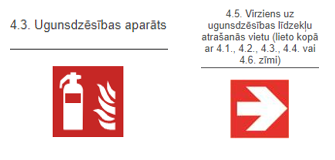 4.3. Ugunsdzēsības aparāts
4.5. Virziens uz
ugunsdzēsības līdzekļu
atrašanās vietu (lieto kopā
ar 4.1., 4.2., 4.3., 4.4. vai
4.6. zīmi)